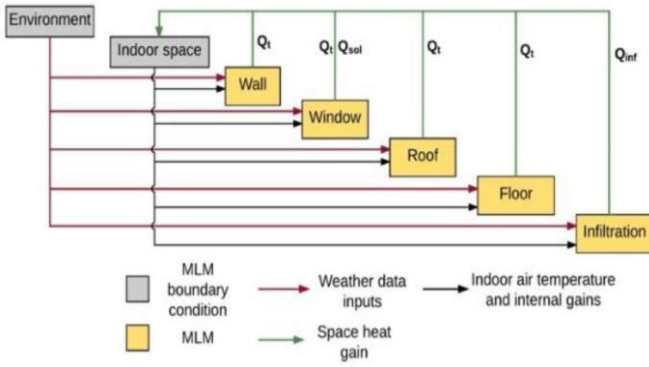 Environment
Indoor space
Qt
Qt Qsol
Qt
Qt
Qinf
Wall
Window
Roof
Floor
Infiltration
MLM
boundary
condition
Weather data
inputs
Indoor air temperature
and internal gains
MLM
Space heat
gain